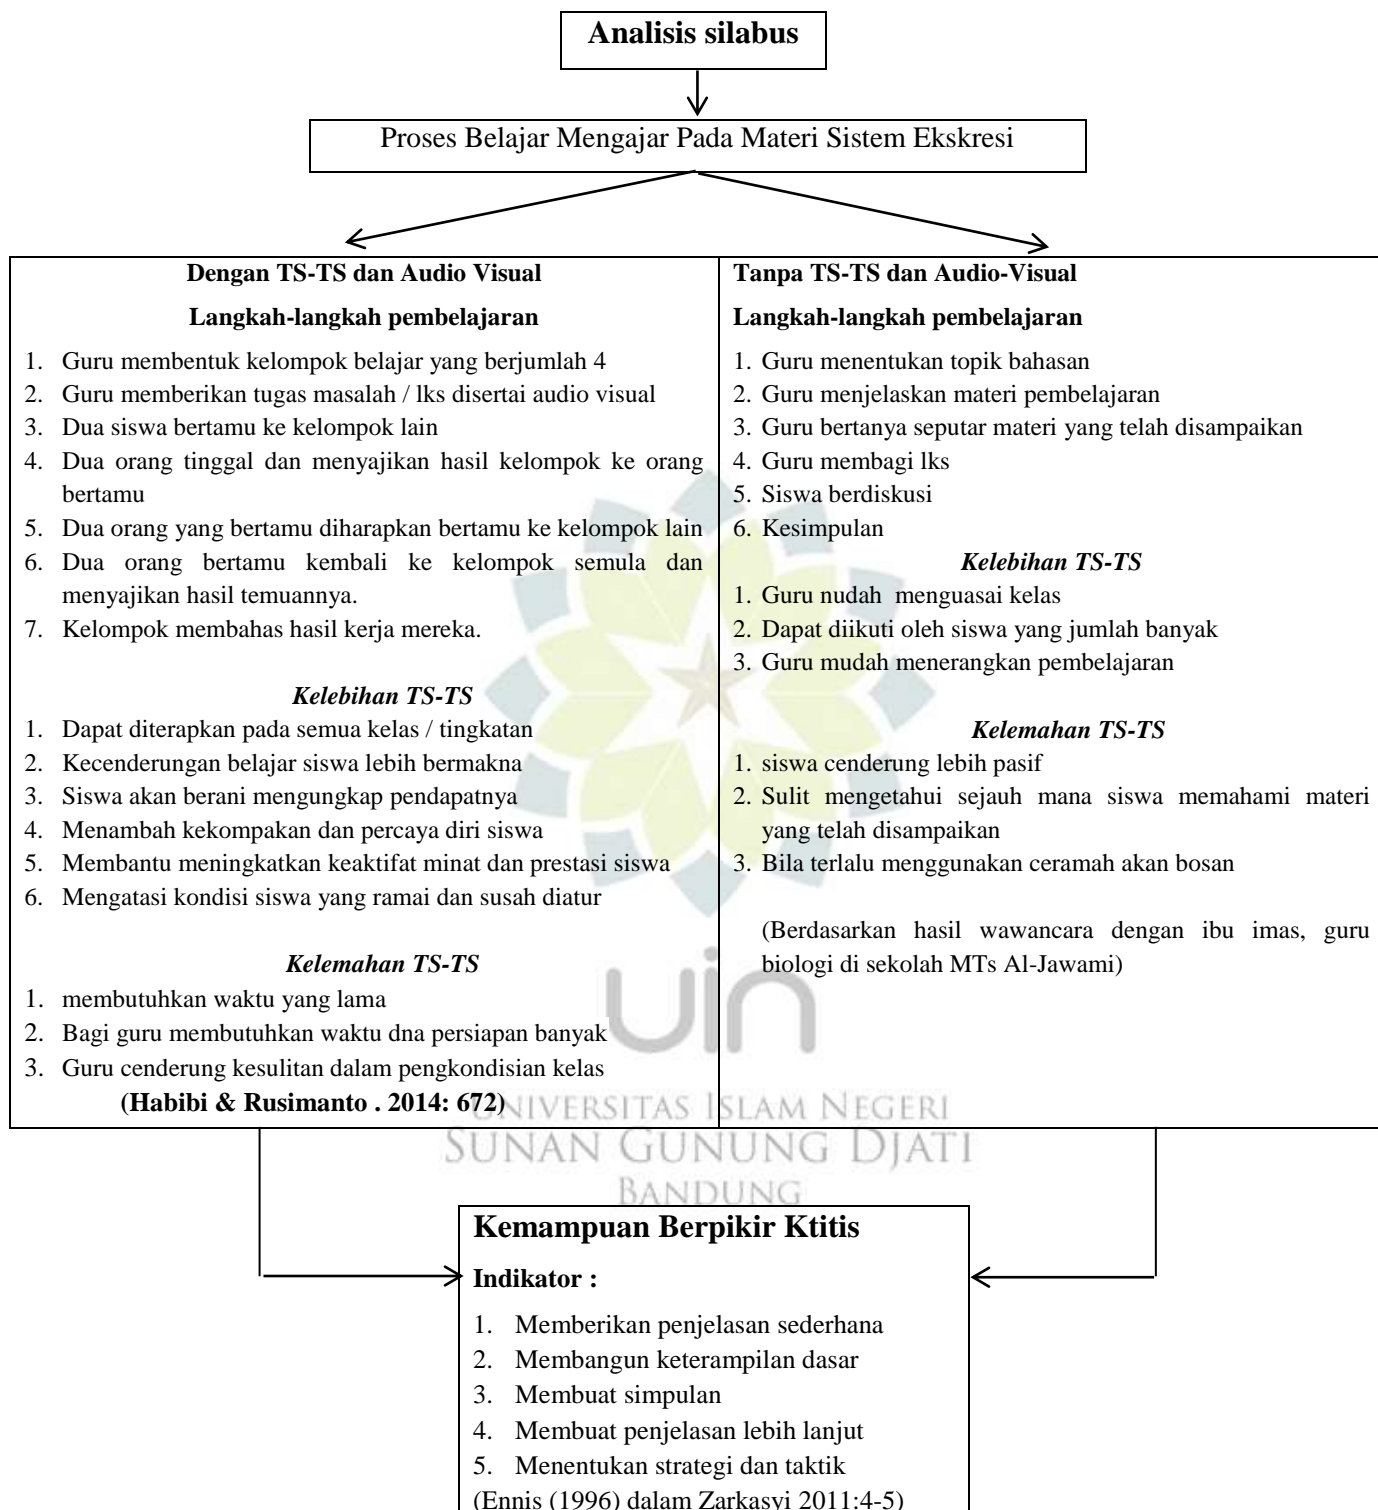 Analisis silabus
Proses Belajar Mengajar Pada Materi Sistem Ekskresi
Dengan TS-TS dan Audio Visual
Langkah-langkah pembelajaran
1. Guru membentuk kelompok belajar yang berjumlah 4
2. Guru memberikan tugas masalah / lks disertai audio visual
3. Dua siswa bertamu ke kelompok lain
4. Dua orang tinggal dan menyajikan hasil kelompok ke orang
bertamu
5. Dua orang yang bertamu diharapkan bertamu ke kelompok lain
6. Dua orang bertamu kembali ke kelompok semula dan
menyajikan hasil temuannya.
7. Kelompok membahas hasil kerja mereka.
Kelebihan TS-TS
1. Dapat diterapkan pada semua kelas / tingkatan
2. Kecenderungan belajar siswa lebih bermakna
3. Siswa akan berani mengungkap pendapatnya
4. Menambah kekompakan dan percaya diri siswa
5. Membantu meningkatkan keaktifat minat dan prestasi siswa
6. Mengatasi kondisi siswa yang ramai dan susah diatur
Kelemahan TS-TS
1. membutuhkan waktu yang lama
2. Bagi guru membutuhkan waktu dna persiapan banyak
3. Guru cenderung kesulitan dalam pengkondisian kelas
(Habibi & Rusimanto . 2014: 672)
Tanpa TS-TS dan Audio-Visual
Langkah-langkah pembelajaran
1. Guru menentukan topik bahasan
2. Guru menjelaskan materi pembelajaran
3. Guru bertanya seputar materi yang telah disampaikan
4. Guru membagi lks
5. Siswa berdiskusi
6. Kesimpulan
Kelebihan TS-TS
1. Guru nudah menguasai kelas
2. Dapat diikuti oleh siswa yang jumlah banyak
3. Guru mudah menerangkan pembelajaran
Kelemahan TS-TS
1. siswa cenderung lebih pasif
2. Sulit mengetahui sejauh mana siswa memahami materi
yang telah disampaikan
3. Bila terlalu menggunakan ceramah akan bosan
(Berdasarkan hasil wawancara dengan ibu imas, guru
biologi di sekolah MTs Al-Jawami)
uin
UNIVERSITAS ISLAM NEGERI
SUNAN GUNUNG DJATI
BANDUNG
Kemampuan Berpikir Ktitis
Indikator :
1. Memberikan penjelasan sederhana
2. Membangun keterampilan dasar
3. Membuat simpulan
4. Membuat penjelasan lebih lanjut
5. Menentukan strategi dan taktik
(Ennis (1996) dalam Zarkasyi 2011:4-5)